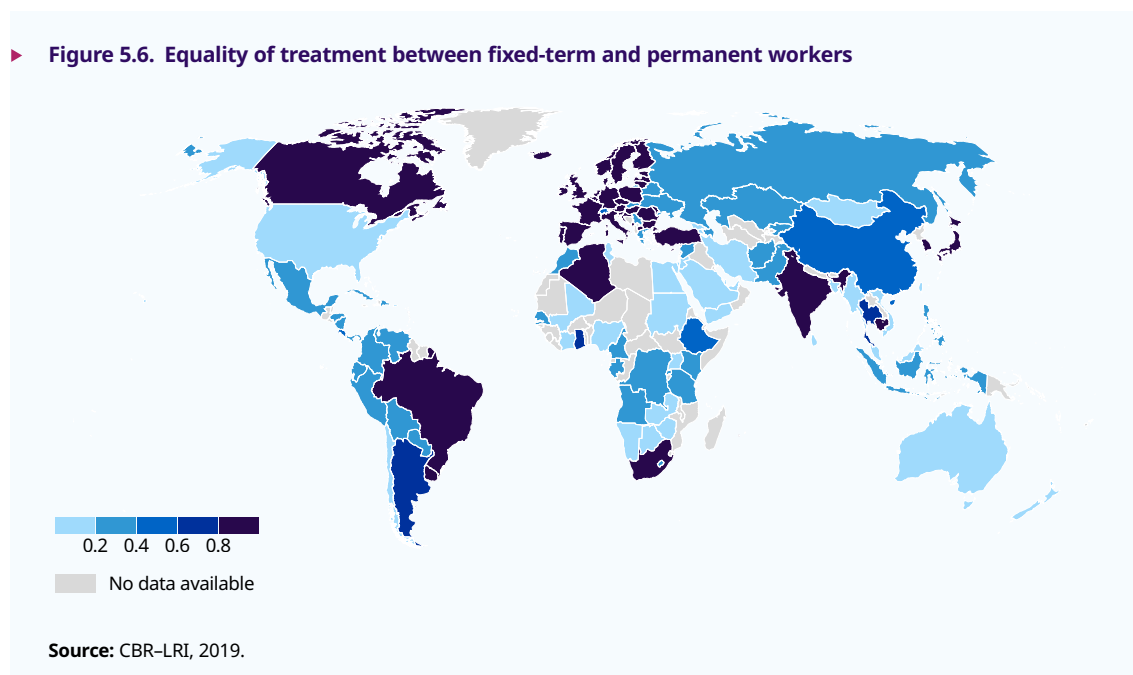 Figure 5.6. Equality of treatment between fixed-term and permanent workers
0.2 0.4 0.6 0.8
No data available
Source: CBR–LRI, 2019.